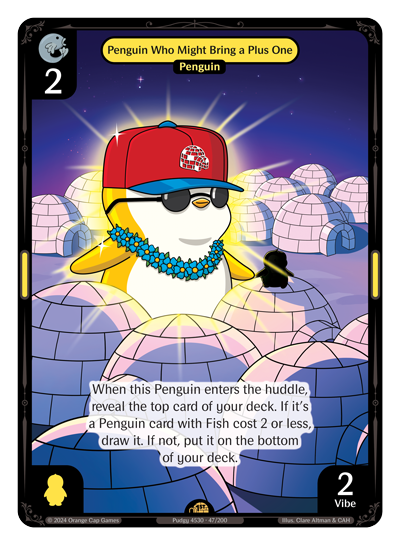 Penguin Who Might Bring a Plus One
Penguin
2
When this Penguin enters the huddle,
reveal the top card of your deck. If it's
a Penguin card with Fish cost 2 or less,
draw it. If not, put it on the bottom
of your deck.
2
Vibe
© 2024 Orange Cap Games
Pudgy 4530 · 47/200
Illus. Clare Altman & CAH